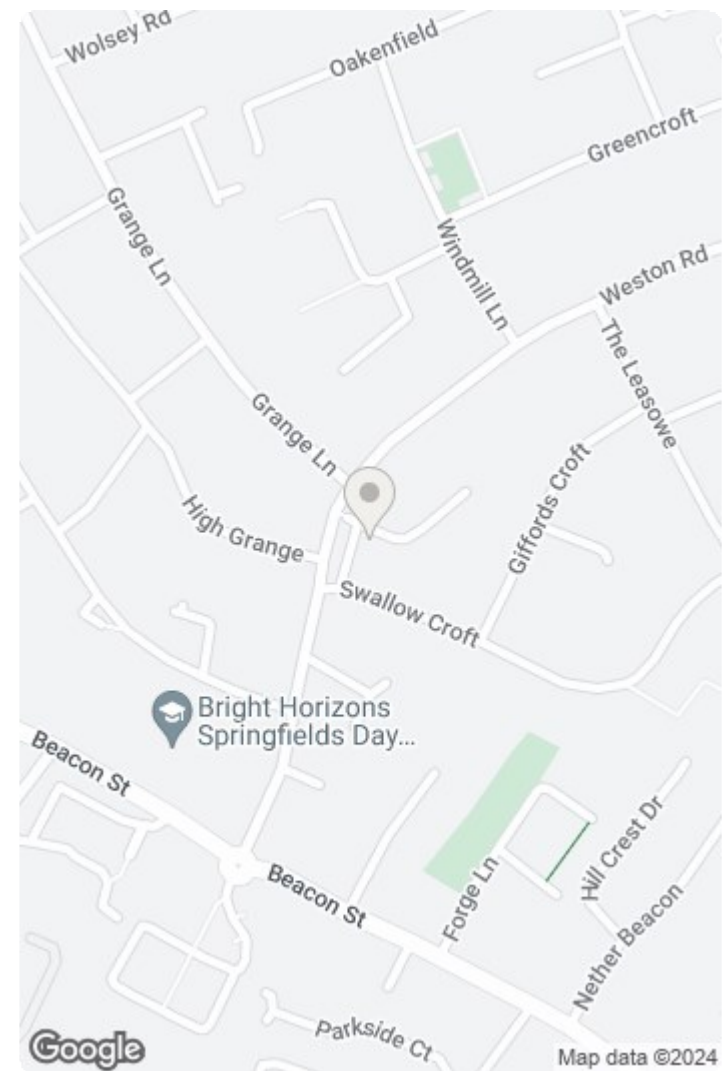 Wolsey Rd
Oakenfield
Greencroft
Grange Ln
Windmill Ln
Weston Rd
The Leasowe
Grange Ln
Giffords Croft
High Grange
Swallow Croft
Bright Horizons
Springfields Day...
Beacon St
Hill Crest Dr
Beacon St
Forge Ln
Nether Beacon
Parkside Ct
Google
Map data ©2024